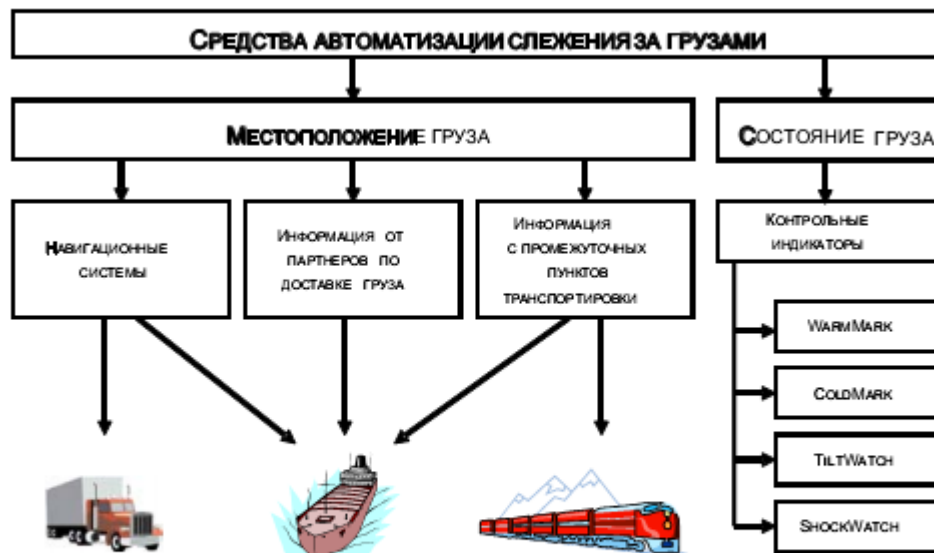 СРЕДСТВА АВТОМАТИЗАЦИИ СЛЕЖЕНИЯ ЗА ГРУЗАМИ
МЕСТОПОЛОЖЕНИЕ ГРУЗА
СОСТОЯНИЕ ГРУЗА
НАВИГАЦИОННЫЕ
СИСТЕМЫ
ИНФОРМАЦИЯ ОТ
ПАРТНЕРОВ ПО
ДОСТАВКЕ ГРУЗА
ИНФОРМАЦИЯ
С ПРОМЕЖУТОЧНЫХ
ПУНКТОВ
ТРАНСПОРТИРОВКИ
КОНТРОЛЬНЫЕ
ИНДИКАТОРЫ
WARMMARK
COLDMARK
TILTWATCH
SHOCKWATCH